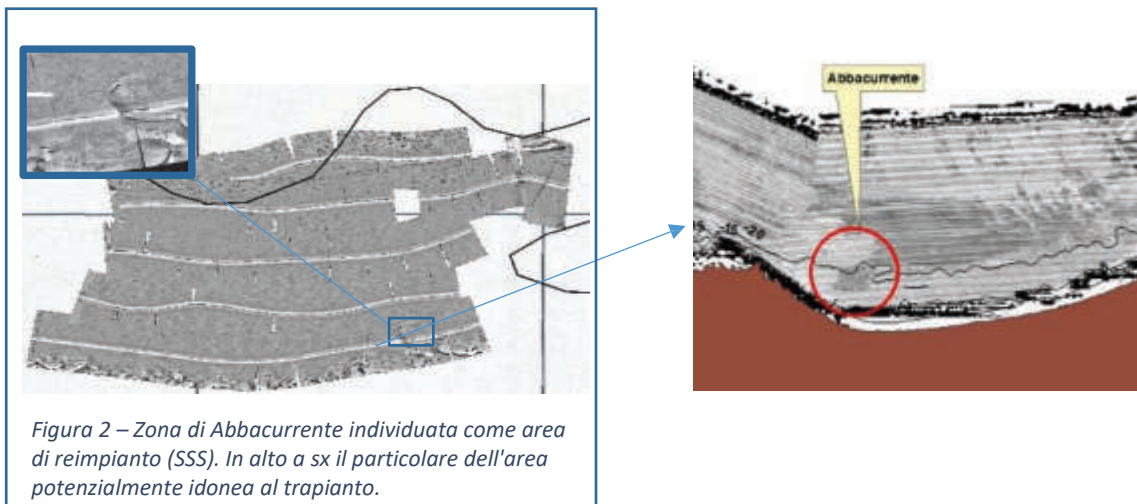 Abbacurrente
-20
Figura 2 – Zona di Abbacurrente individuata come area
di reimpianto (SSS). In alto a sx il particolare dell'area
potenzialmente idonea al trapianto.